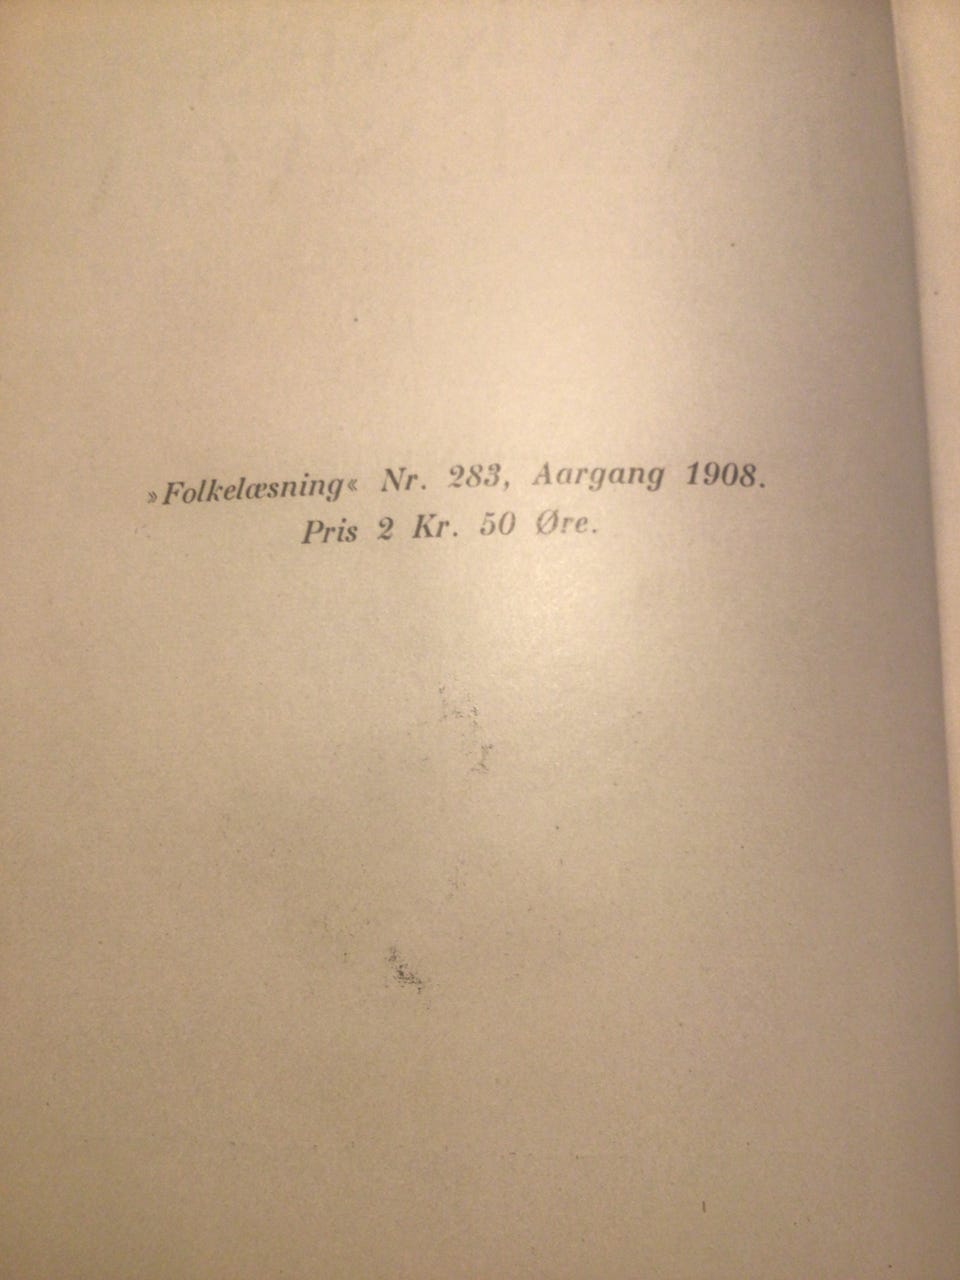 »Folkelæsning« Nr. 283, Aargang 1908.
Pris 2 Kr. 50 Øre.